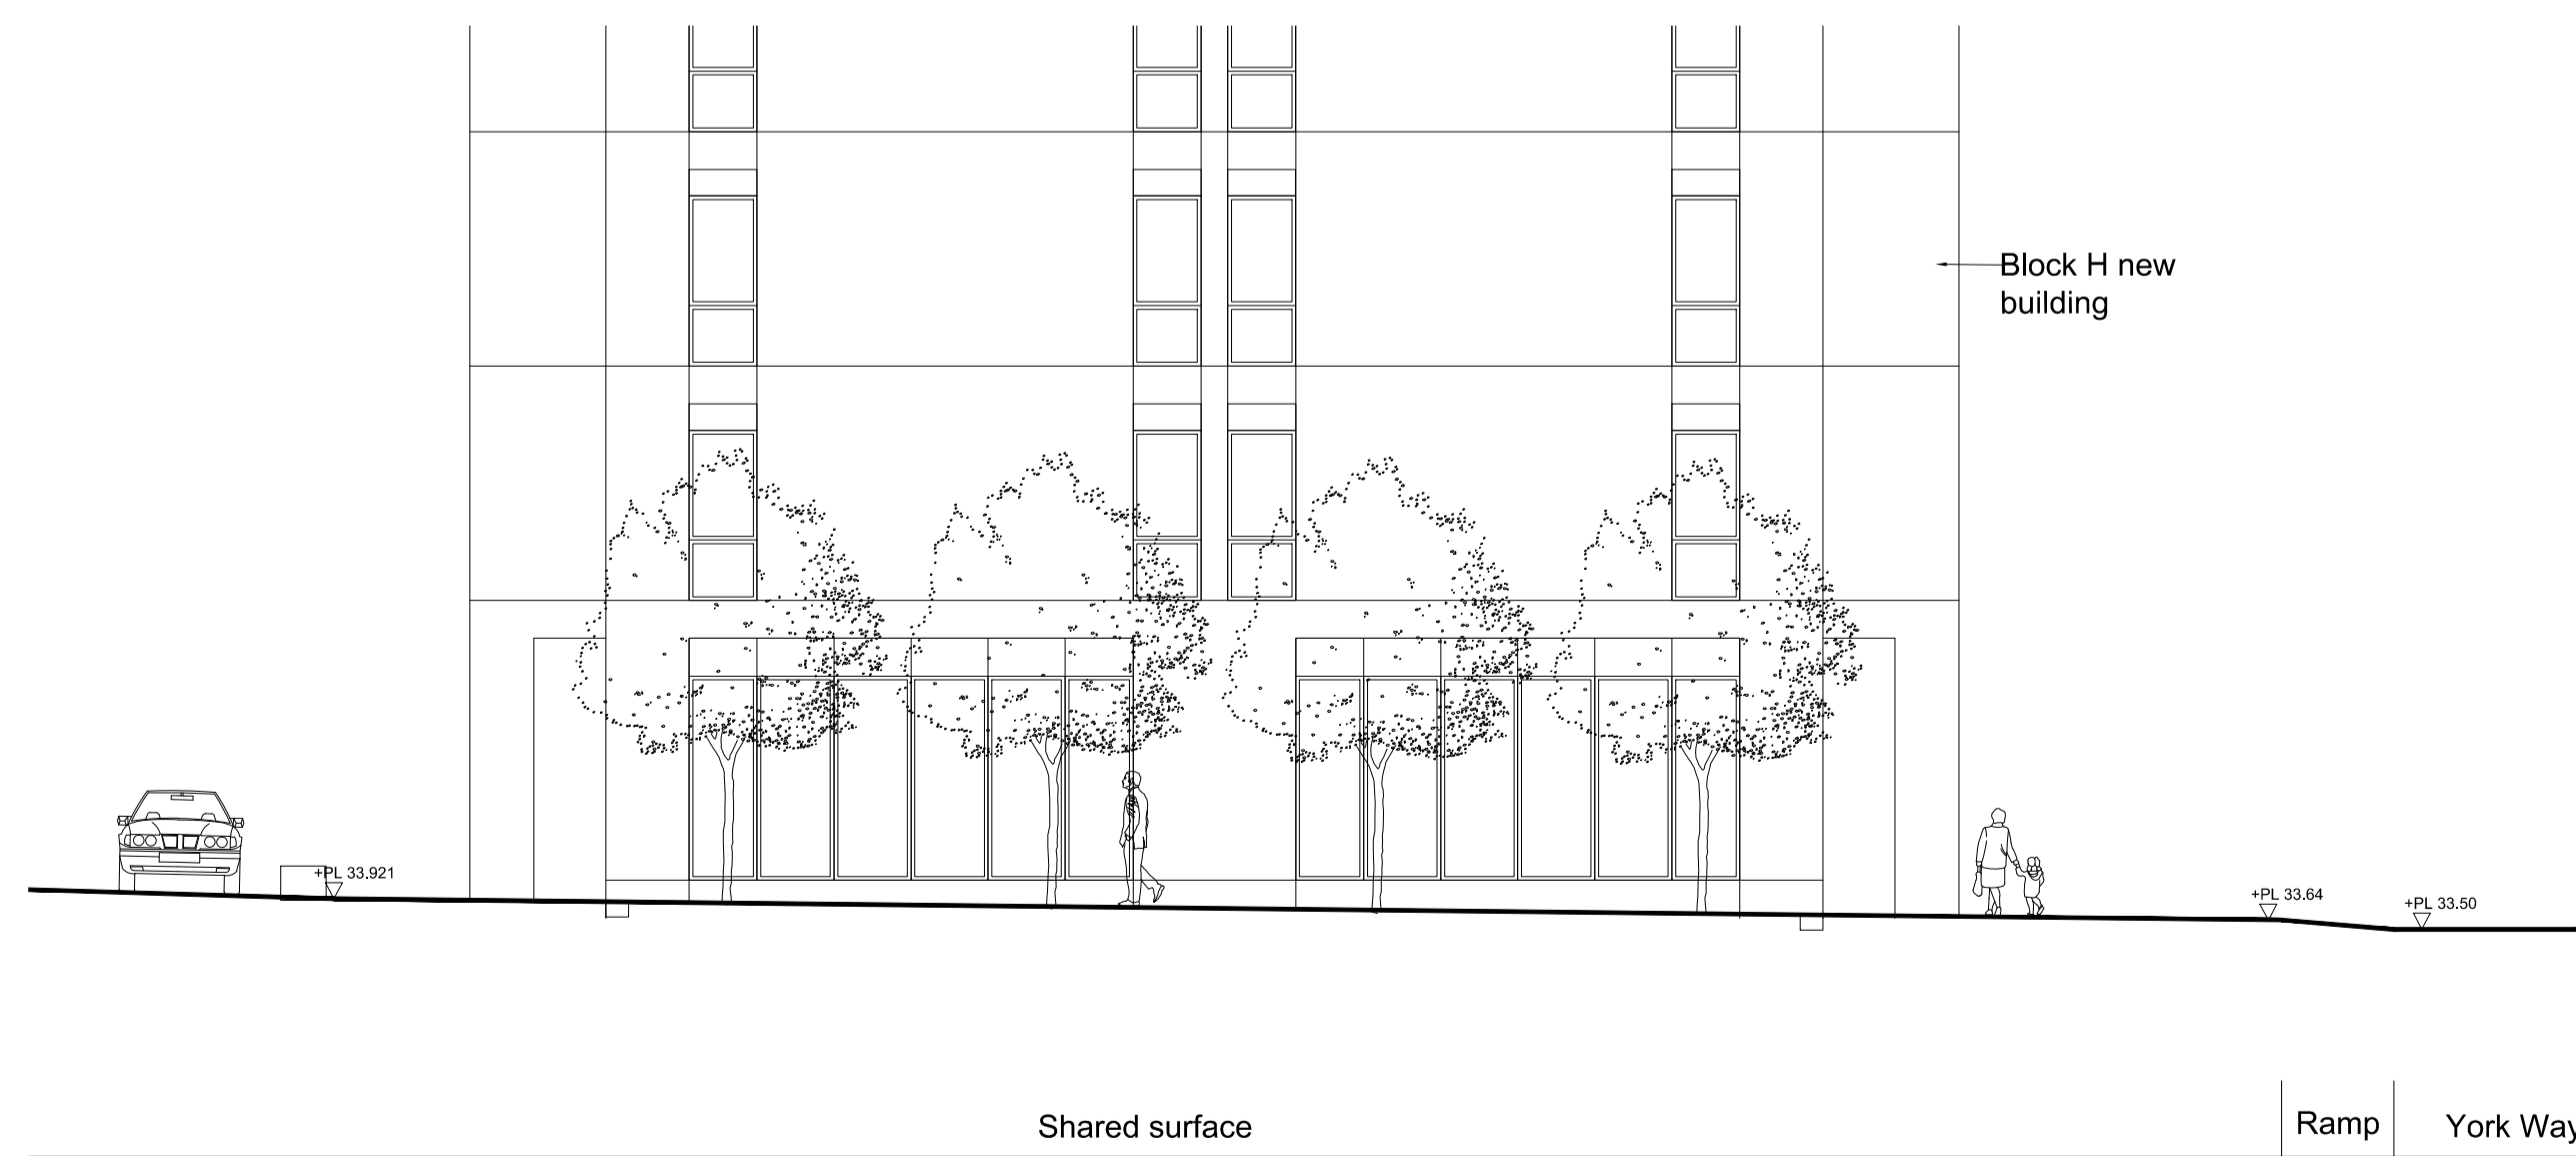 Block H new
building
+PL 33.921
+PL 33.64
+PL 33.50
Shared surface
Ramp
York Way